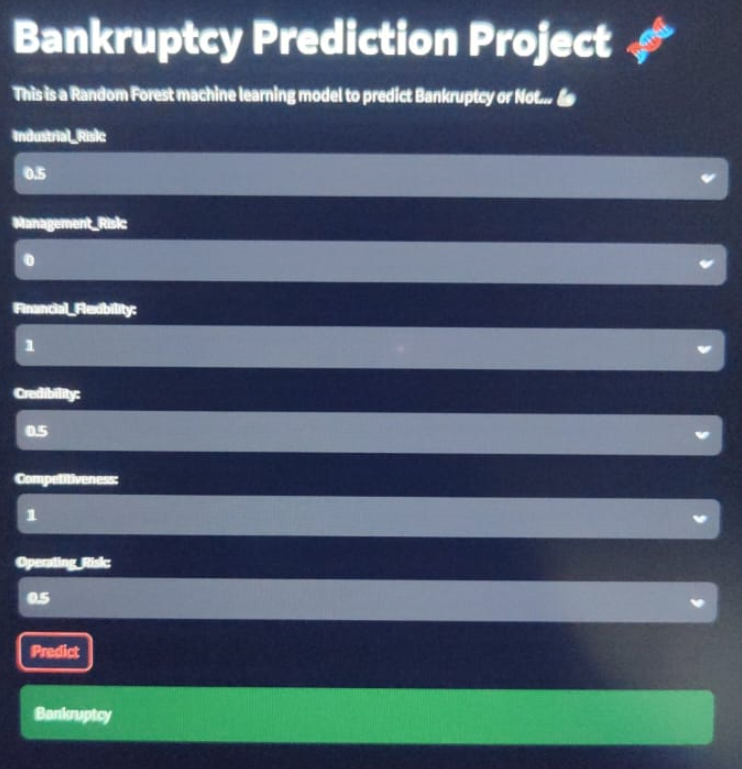 Bankruptcy Prediction Project 🧬
This is a Random Forest machine learning model to predict Bankruptcy or Not... 💪
Industrial_Risk:
0.5
Management_Risk:
0
Financial_Flexibility:
1
Credibility:
0.5
Competitiveness:
1
Operating_Risk:
0.5
Predict
Bankruptcy